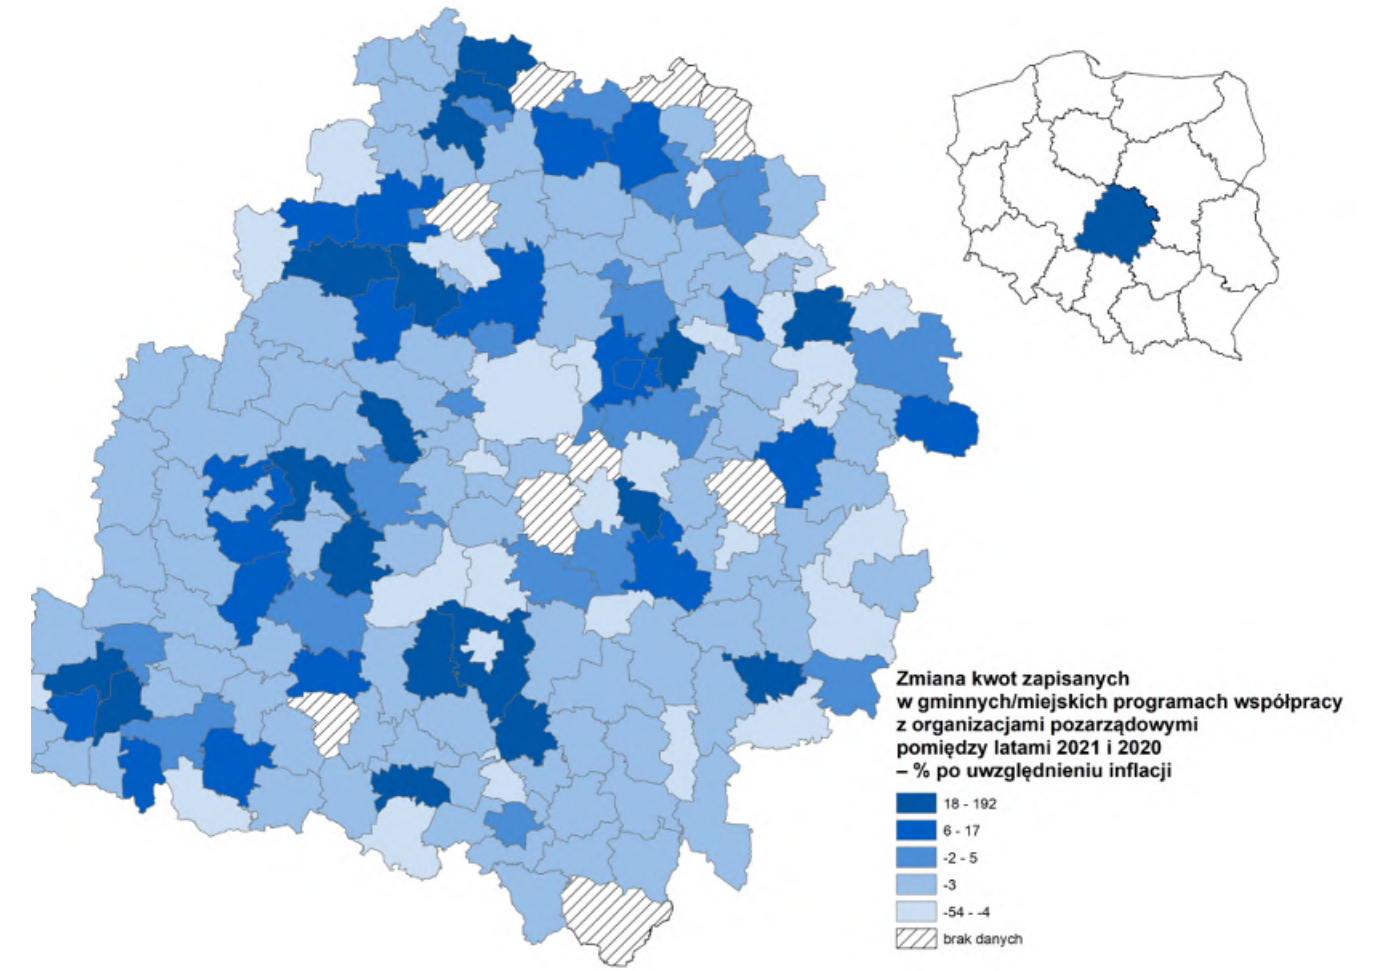 Zmiana kwot zapisanych
w gminnych/miejskich programach współpracy
z organizacjami pozarządowymi
pomiędzy latami 2021 i 2020
– % po uwzględnieniu inflacji
18 - 192
6 - 17
-2 - 5
-3
-54 - -4
brak danych